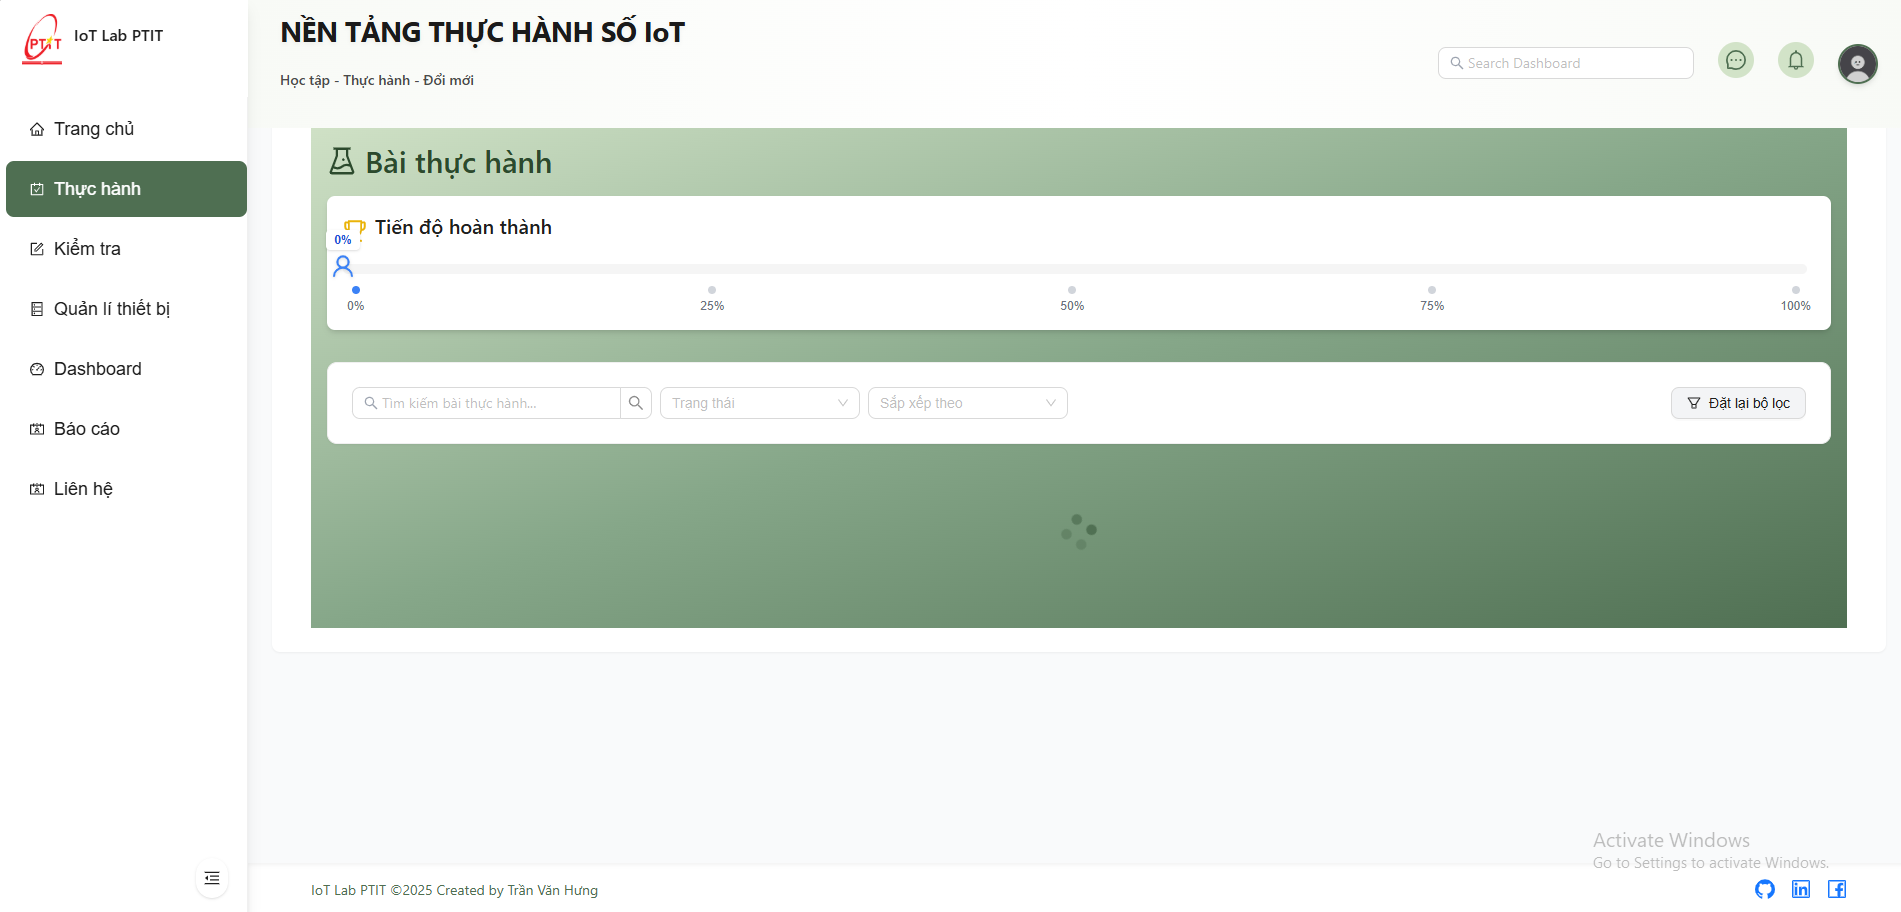 PTIT
IoT Lab PTIT
Trang chủ
Thực hành
Kiểm tra
Quản lí thiết bị
Dashboard
Báo cáo
Liên hệ
NỀN TẢNG THỰC HÀNH SỐ IoT
Học tập - Thực hành - Đổi mới
Search Dashboard
Bài thực hành
Tiến độ hoàn thành
0%
0% 25% 50% 75% 100%
Tìm kiếm bài thực hành... Trạng thái Sắp xếp theo Đặt lại bộ lọc
Activate Windows
Go to Settings to activate Windows.
IoT Lab PTIT ©2025 Created by Trần Văn Hưng